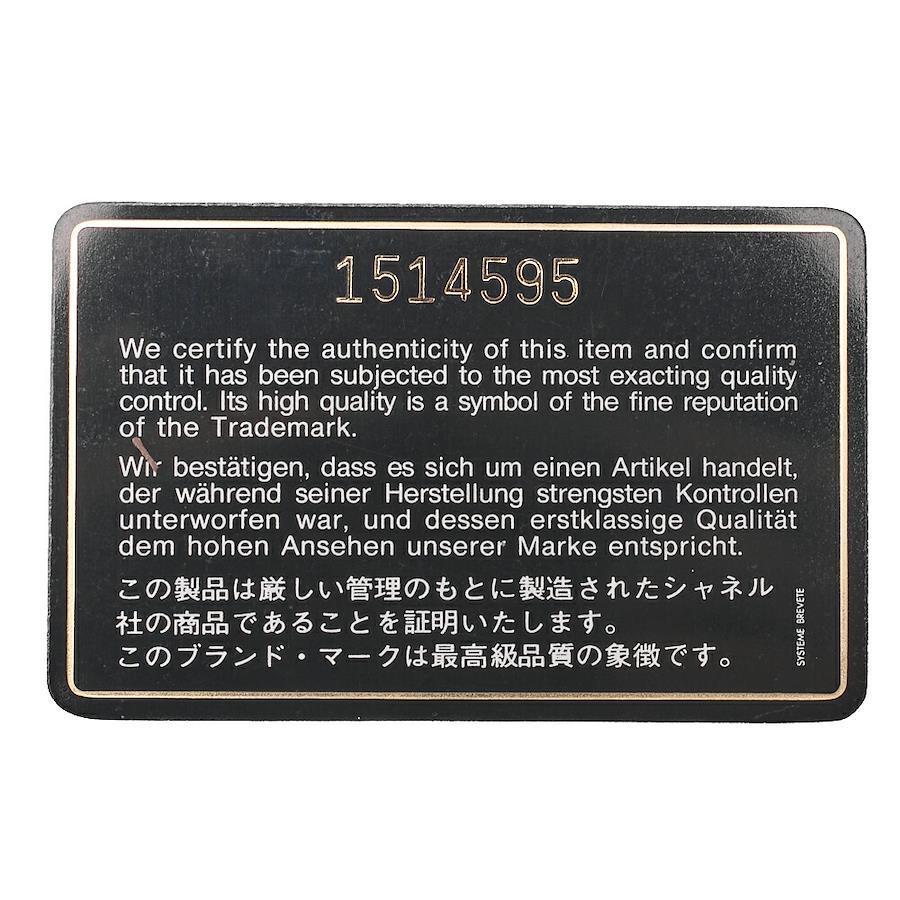 1514595
We certify the authenticity of this item and confirm
that it has been subjected to the most exacting quality
control. Its high quality is a symbol of the fine reputation
of the Trademark.
Wir bestätigen, dass es sich um einen Artikel handelt,
der während seiner Herstellung strengsten Kontrollen
unterworfen war, und dessen erstklassige Qualität
dem hohen Ansehen unserer Marke entspricht.
この製品は厳しい管理のもとに製造されたシャネル
社の商品であることを証明いたします。
このブランド・マークは最高級品質の象徴です。
SYSTEME BREVETE